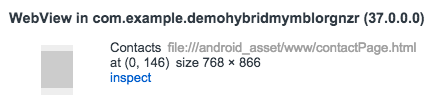 WebView in com.example.demohybridmymblorgnzr (37.0.0.0)
Contacts file:///android_asset/www/contactPage.html
at (0, 146) size 768 × 866
inspect